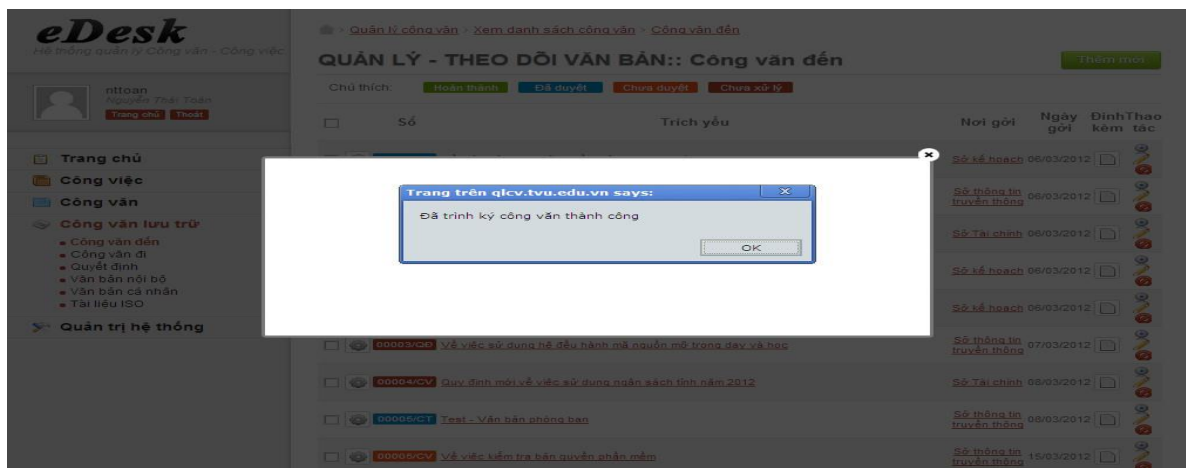 eDesk
Hệ thống quản lý Công văn - Công việc
nttoan
Nguyễn Thái Toàn
Trang chủ Thoát
Trang chủ
Công việc
Công văn
Công văn lưu trữ
Công văn đến
Công văn đi
Quyết định
Văn bản nội bộ
Văn bản cá nhân
Tài liệu ISO
Quản trị hệ thống
> Quản lý công văn > Xem danh sách công văn > Công văn đến
QUẢN LÝ - THEO DÕI VĂN BẢN:: Công văn đến
Thêm mới
Chú thích: Hoàn thành Đã duyệt Chưa duyệt Chưa xử lý
Số Trích yếu Nơi gởi Ngày gởi Đính kèm Thao tác
Sở kế hoạch 06/03/2012
Sở thông tin truyền thông 06/03/2012
Sở Tài chính 06/03/2012
Sở kế hoạch 06/03/2012
Sở kế hoạch 06/03/2012
Trang trên qlcv.tvu.edu.vn says:
Đã trình ký công văn thành công
OK
00003/QĐ Về việc sử dụng hệ đều hành mã nguồn mở trong dạy và học Sở thông tin truyền thông 07/03/2012
00004/CV Quy định mới về việc sử dụng ngân sách tỉnh năm 2012 Sở Tài chính 08/03/2012
00005/CT Test - Văn bản phòng ban Sở thông tin truyền thông 08/03/2012
00005/CV Về việc kiểm tra bản quyền phần mềm Sở thông tin truyền thông 15/03/2012